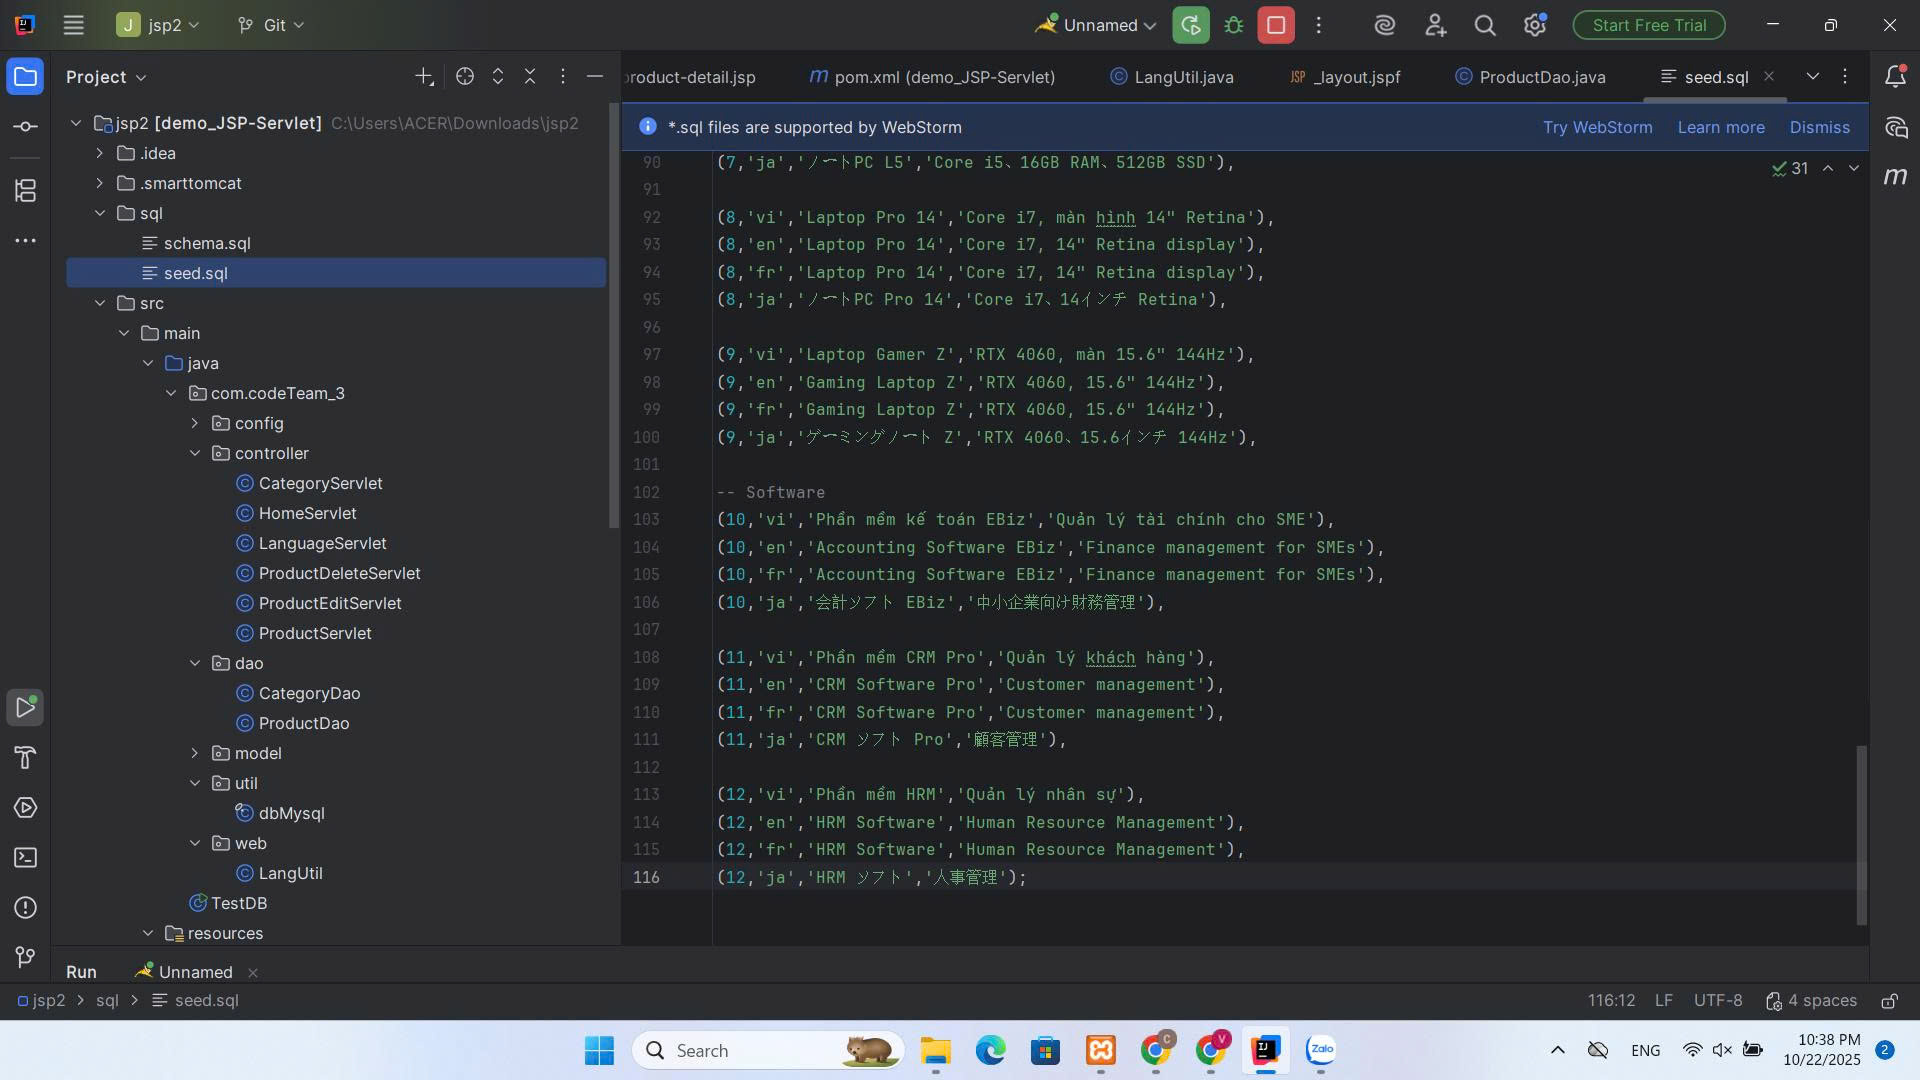 J jsp2
Git
Unnamed
Start Free Trial
Project
product-detail.jsp
m pom.xml (demo_JSP-Servlet)
LangUtil.java
JSP _layout.jspf
ProductDao.java
seed.sql
*.sql files are supported by WebStorm
Try WebStorm
Learn more
Dismiss
jsp2 [demo_JSP-Servlet] C:\Users\ACER\Downloads\jsp2
.idea
.smarttomcat
sql
schema.sql
seed.sql
src
main
java
com.codeTeam_3
config
controller
CategoryServlet
HomeServlet
LanguageServlet
ProductDeleteServlet
ProductEditServlet
ProductServlet
dao
CategoryDao
ProductDao
model
util
dbMysql
web
LangUtil
TestDB
resources
31
90 (7,'ja','ノートPC L5','Core i5、16GB RAM、512GB SSD'),
91
92 (8,'vi','Laptop Pro 14','Core i7, màn hình 14" Retina'),
93 (8,'en','Laptop Pro 14','Core i7, 14" Retina display'),
94 (8,'fr','Laptop Pro 14','Core i7, 14" Retina display'),
95 (8,'ja','ノートPC Pro 14','Core i7、14インチ Retina'),
96
97 (9,'vi','Laptop Gamer Z','RTX 4060, màn 15.6" 144Hz'),
98 (9,'en','Gaming Laptop Z','RTX 4060, 15.6" 144Hz'),
99 (9,'fr','Gaming Laptop Z','RTX 4060, 15.6" 144Hz'),
100 (9,'ja','ゲーミングノート Z','RTX 4060、15.6インチ 144Hz'),
101
102 -- Software
103 (10,'vi','Phần mềm kế toán EBiz','Quản lý tài chính cho SME'),
104 (10,'en','Accounting Software EBiz','Finance management for SMEs'),
105 (10,'fr','Accounting Software EBiz','Finance management for SMEs'),
106 (10,'ja','会計ソフト EBiz','中小企業向け財務管理'),
107
108 (11,'vi','Phần mềm CRM Pro','Quản lý khách hàng'),
109 (11,'en','CRM Software Pro','Customer management'),
110 (11,'fr','CRM Software Pro','Customer management'),
111 (11,'ja','CRM ソフト Pro','顧客管理'),
112
113 (12,'vi','Phần mềm HRM','Quản lý nhân sự'),
114 (12,'en','HRM Software','Human Resource Management'),
115 (12,'fr','HRM Software','Human Resource Management'),
116 (12,'ja','HRM ソフト','人事管理');
m
Run
Unnamed
jsp2 > sql > seed.sql
116:12 LF UTF-8 4 spaces
Search
Zalo
ENG
10:38 PM
10/22/2025
2